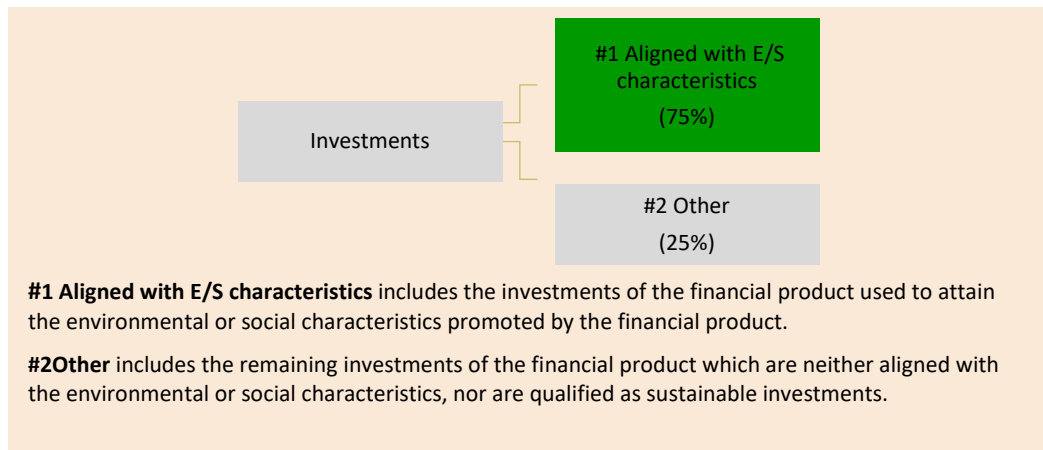 #1 Aligned with E/S
characteristics
(75%)
Investments
#2 Other
(25%)
#1 Aligned with E/S characteristics includes the investments of the financial product used to attain
the environmental or social characteristics promoted by the financial product.
#2Other includes the remaining investments of the financial product which are neither aligned with
the environmental or social characteristics, nor are qualified as sustainable investments.